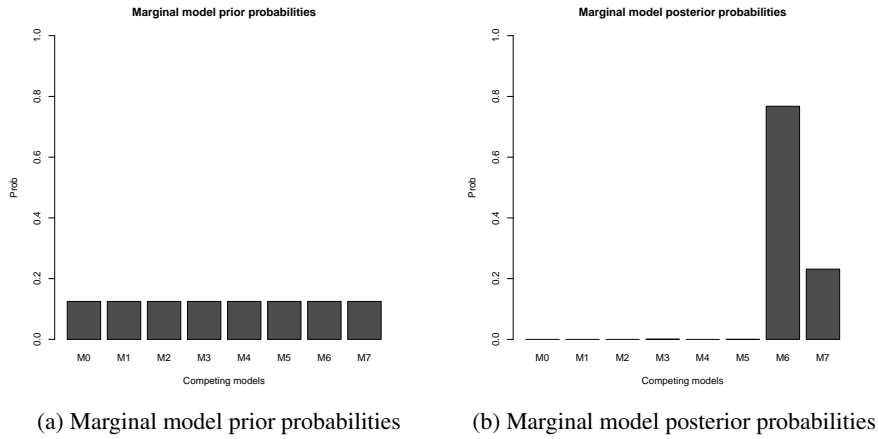 Marginal model prior probabilities
1.0
0.8
0.6
0.4
0.2
0.0
Prob
M0 M1 M2 M3 M4 M5 M6 M7
Competing models
(a) Marginal model prior probabilities
Marginal model posterior probabilities
1.0
0.8
0.6
0.4
0.2
0.0
Prob
M0 M1 M2 M3 M4 M5 M6 M7
Competing models
(b) Marginal model posterior probabilities